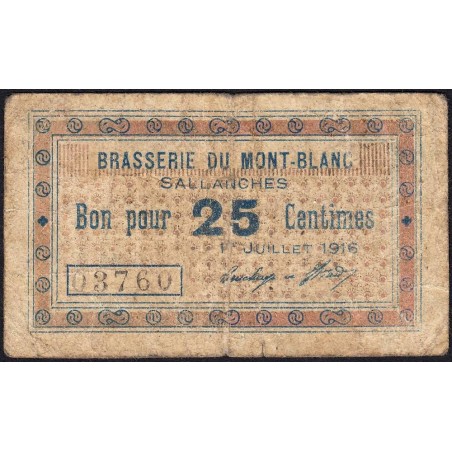 BRASSERIE DU MONT-BLANC
SALLANCHES
Bon pour 25 Centimes
1er JUILLET 1916
03760